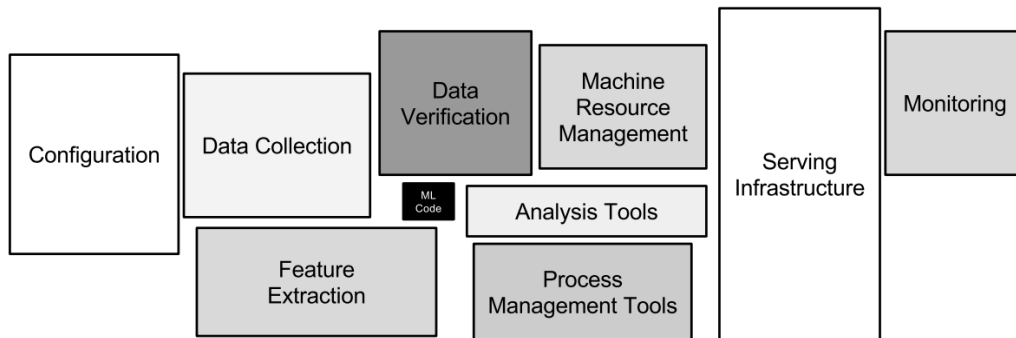 Configuration
Data Collection
Feature
Extraction
Data
Verification
ML
Code
Machine
Resource
Management
Analysis Tools
Process
Management Tools
Serving
Infrastructure
Monitoring